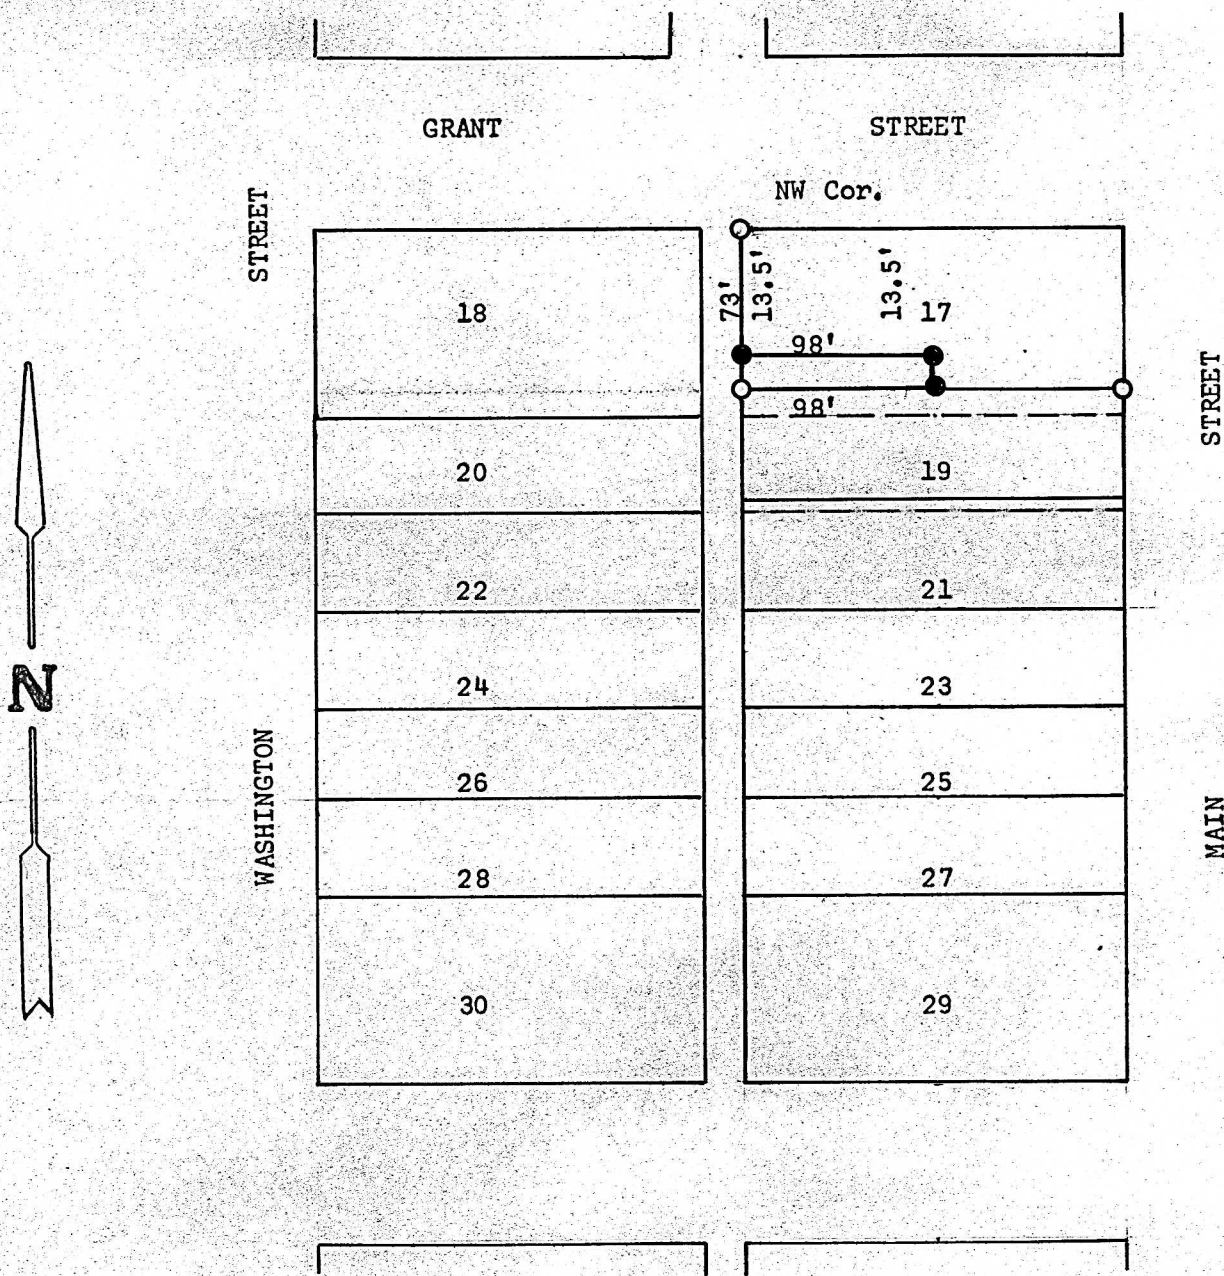 GRANT STREET
NW Cor.
STREET
73'
13.5'
13.5'
18
17
98'
98'
STREET
20
19
22
21
N
24
23
WASHINGTON
26
25
MAIN
28
27
30
29